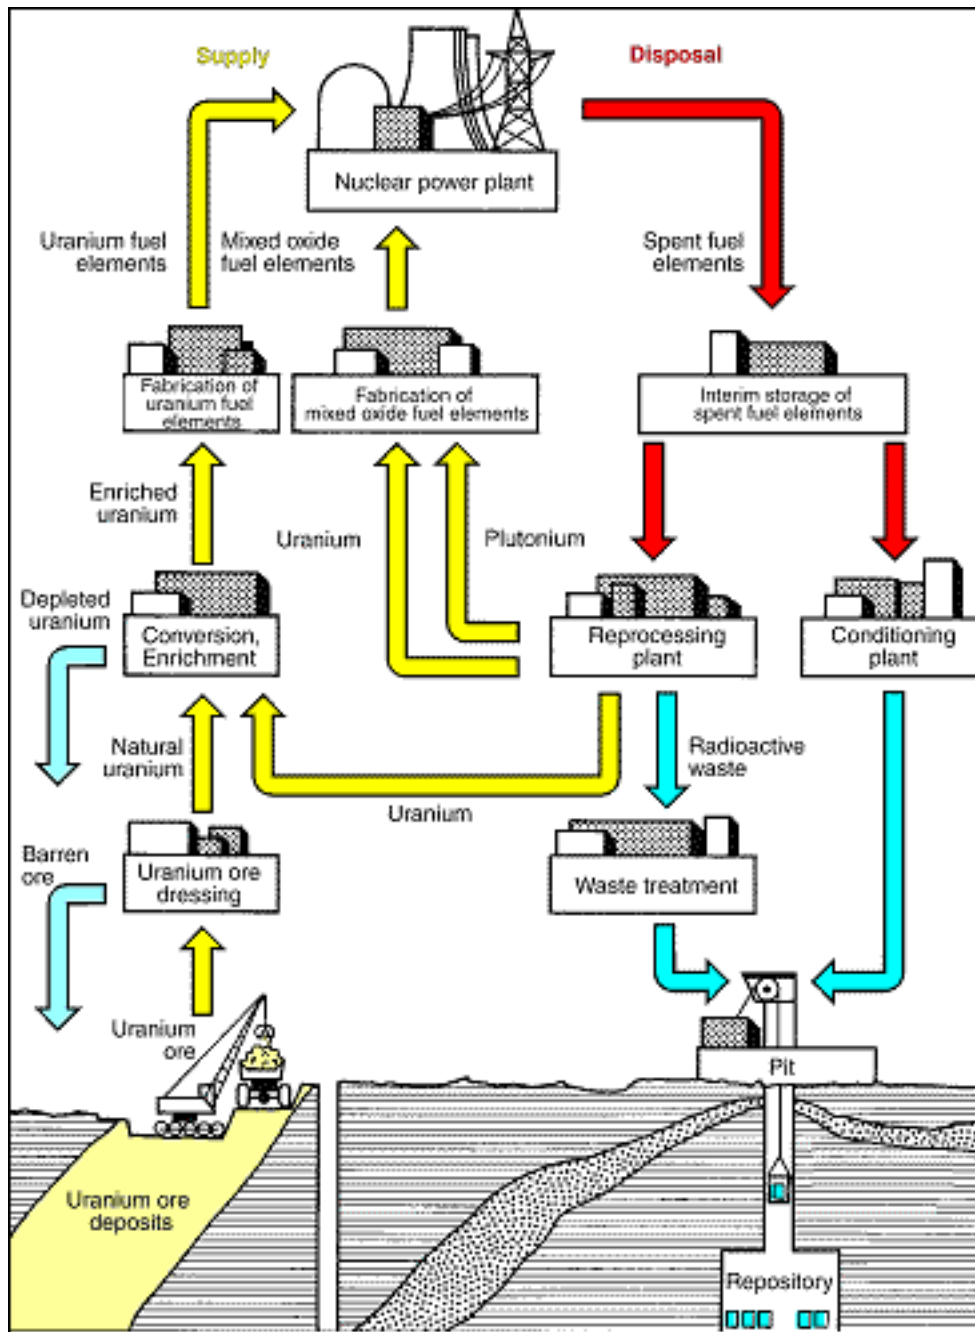 Supply
Disposal
Nuclear power plant
Uranium fuel
elements
Mixed oxide
fuel elements
Spent fuel
elements
Fabrication of
uranium fuel
elements
Fabrication of
mixed oxide fuel elements
Interim storage of
spent fuel elements
Enriched
uranium
Uranium
Plutonium
Depleted
uranium
Conversion,
Enrichment
Reprocessing
plant
Conditioning
plant
Natural
uranium
Uranium
Radioactive
waste
Barren
ore
Uranium ore
dressing
Waste treatment
Uranium
ore
Pit
Uranium ore
deposits
Repository